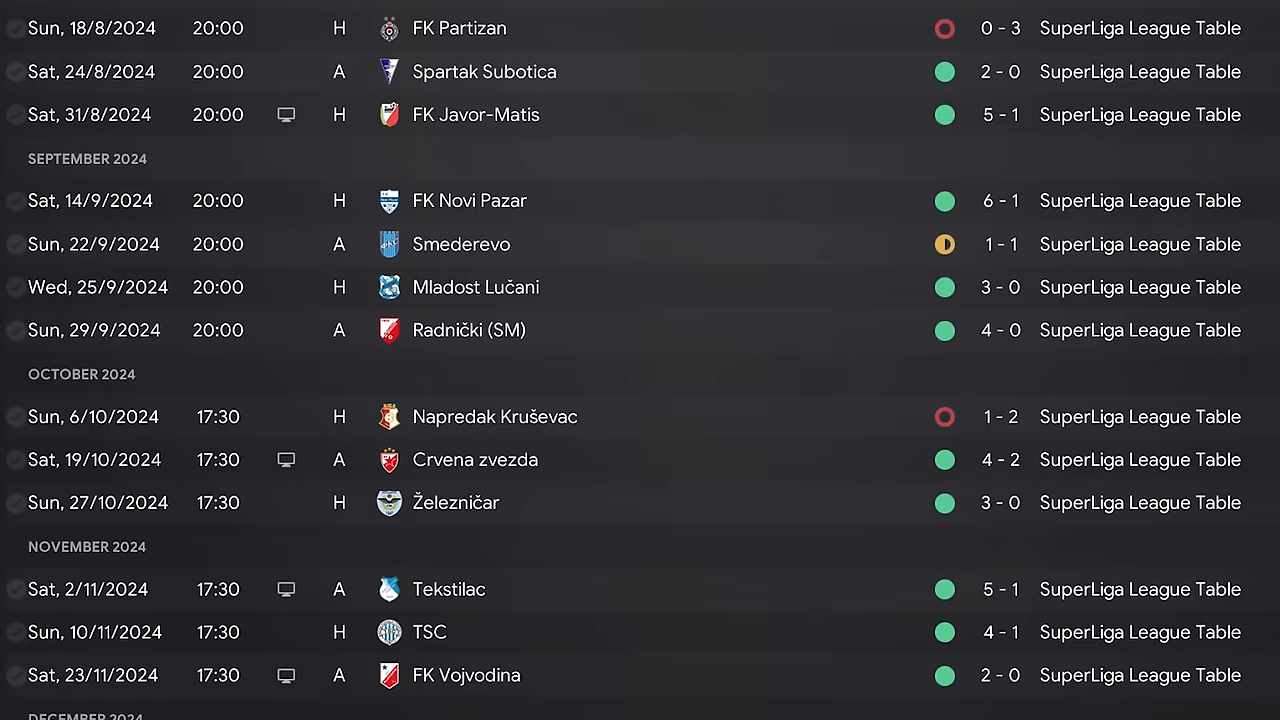 Sun, 18/8/2024 20:00 H FK Partizan 0 - 3 SuperLiga League Table
Sat, 24/8/2024 20:00 A Spartak Subotica 2 - 0 SuperLiga League Table
Sat, 31/8/2024 20:00 H FK Javor-Matis 5 - 1 SuperLiga League Table
SEPTEMBER 2024
Sat, 14/9/2024 20:00 H FK Novi Pazar 6 - 1 SuperLiga League Table
Sun, 22/9/2024 20:00 A Smederevo 1 - 1 SuperLiga League Table
Wed, 25/9/2024 20:00 H Mladost Lučani 3 - 0 SuperLiga League Table
Sun, 29/9/2024 20:00 A Radnički (SM) 4 - 0 SuperLiga League Table
OCTOBER 2024
Sun, 6/10/2024 17:30 H Napredak Kruševac 1 - 2 SuperLiga League Table
Sat, 19/10/2024 17:30 A Crvena zvezda 4 - 2 SuperLiga League Table
Sun, 27/10/2024 17:30 H Železničar 3 - 0 SuperLiga League Table
NOVEMBER 2024
Sat, 2/11/2024 17:30 A Tekstilac 5 - 1 SuperLiga League Table
Sun, 10/11/2024 17:30 H TSC 4 - 1 SuperLiga League Table
Sat, 23/11/2024 17:30 A FK Vojvodina 2 - 0 SuperLiga League Table
DECEMBER 2024